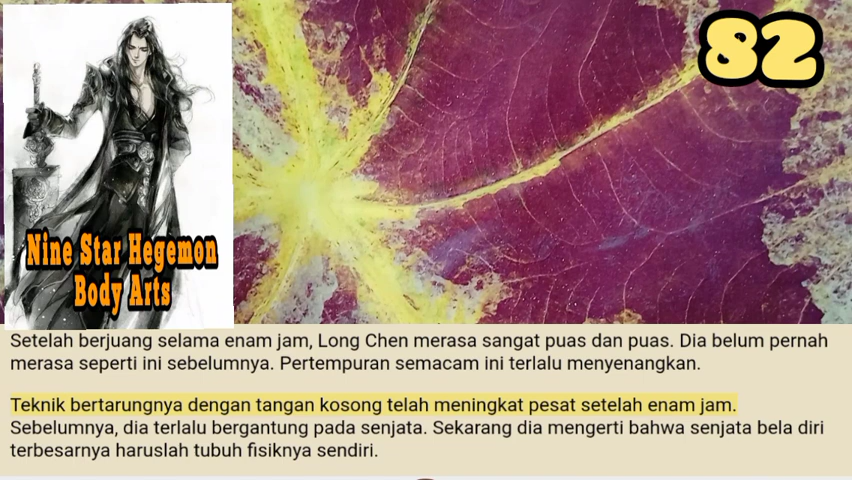 82
Nine Star Hegemon
Body Arts
Setelah berjuang selama enam jam, Long Chen merasa sangat puas dan puas. Dia belum pernah
merasa seperti ini sebelumnya. Pertempuran semacam ini terlalu menyenangkan.
Teknik bertarungnya dengan tangan kosong telah meningkat pesat setelah enam jam.
Sebelumnya, dia terlalu bergantung pada senjata. Sekarang dia mengerti bahwa senjata bela diri
terbesarnya haruslah tubuh fisiknya sendiri.